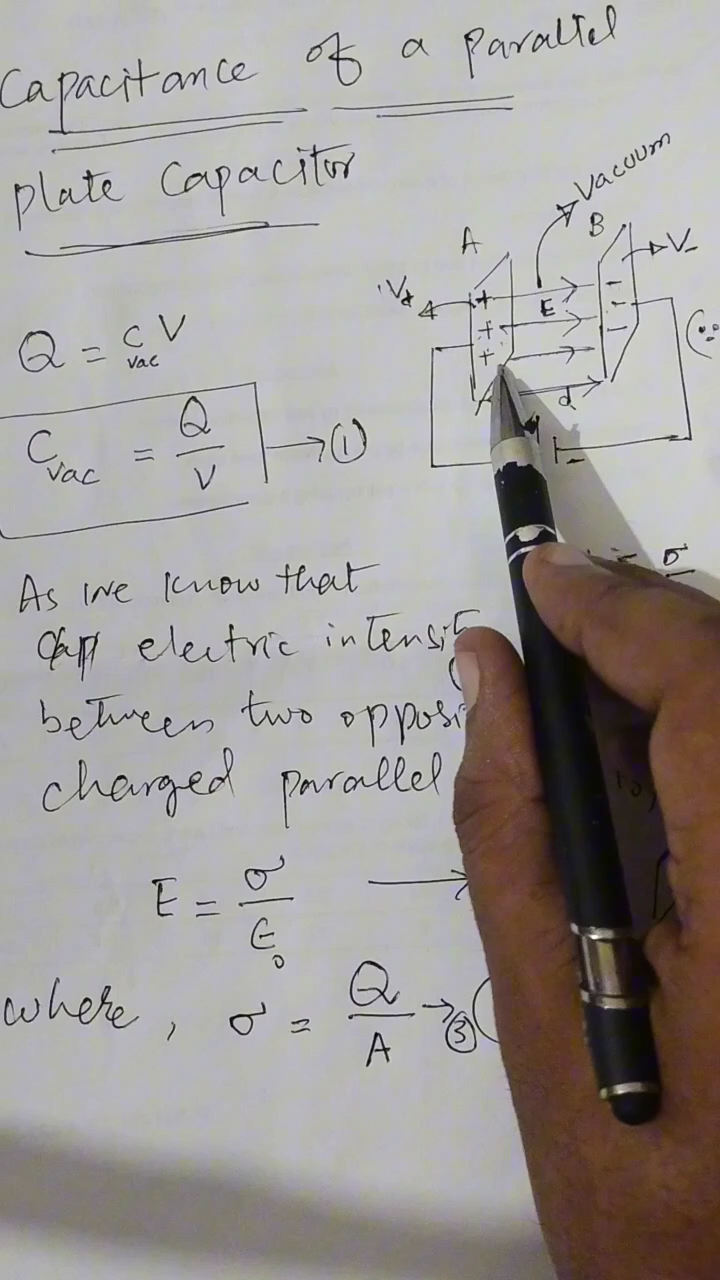 Capacitance of a parallel
plate Capacitor
Vacuum
A
B
V+
V-
+ E -
+ -
+ -
d
Q = C V
vac
C = Q
vac V
→ ①
As we know that
electric intensit
between two opposi
charged parallel
E = σ
ε₀
σ
where, σ = Q → ③
A